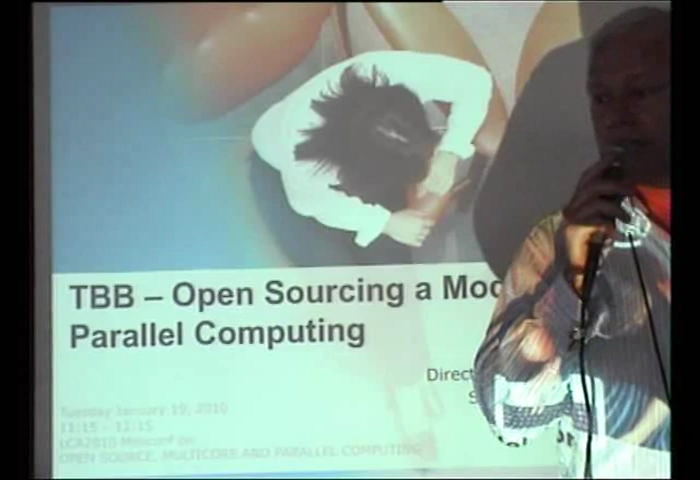 TBB – Open Sourcing a Mod
Parallel Computing
Direct
S
Tuesday January 19, 2010
11:15 - 12:15
LCA2010 Miniconf on
OPEN SOURCE, MULTICORE AND PARALLEL COMPUTING